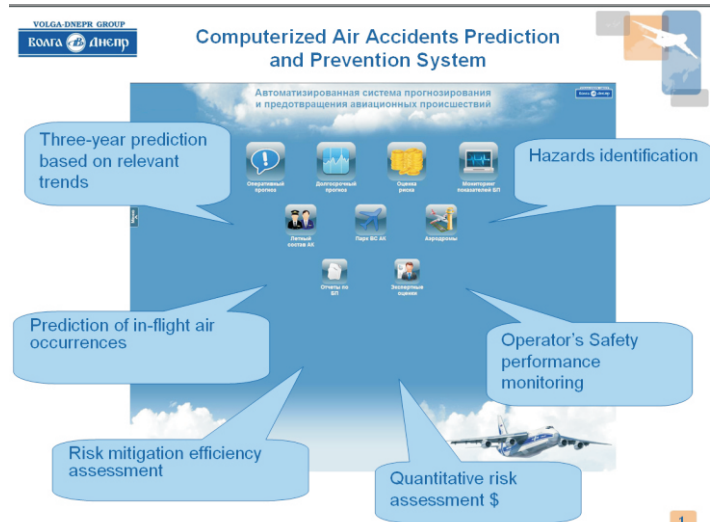 VOLGA-DNEPR GROUP
Волга Днепр
Computerized Air Accidents Prediction
and Prevention System
Автоматизированная система прогнозирования
и предотвращения авиационных происшествий
Three-year prediction
based on relevant
trends
Hazards identification
Оперативный
прогноз
Долгосрочный
прогноз
Оценка
риска
Мониторинг
показателей БП
Летный
состав АК
Парк ВС АК
Аэродромы
Отчеты по
БП
Экспертные
оценки
Prediction of in-flight air
occurrences
Operator's Safety
performance
monitoring
Risk mitigation efficiency
assessment
Quantitative risk
assessment $
1